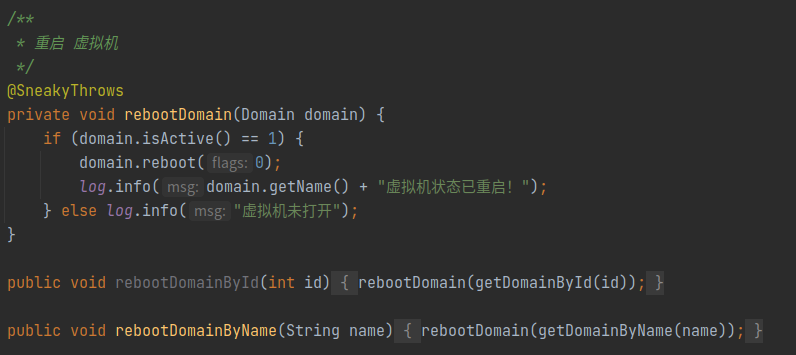 /**
 * 重启 虚拟机
 */
@SneakyThrows
private void rebootDomain(Domain domain) {
    if (domain.isActive() == 1) {
        domain.reboot( flags: 0);
        log.info( msg: domain.getName() + "虚拟机状态已重启！");
    } else log.info( msg: "虚拟机未打开");
}
public void rebootDomainById(int id) { rebootDomain(getDomainById(id)); }
public void rebootDomainByName(String name) { rebootDomain(getDomainByName(name)); }